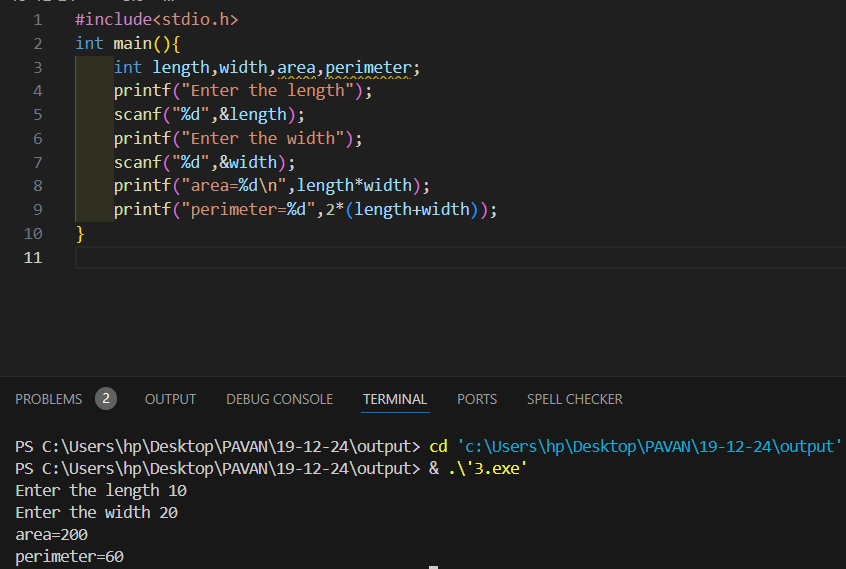 1 #include<stdio.h>
2 int main(){
3 int length,width,area,perimeter;
4 printf("Enter the length");
5 scanf("%d",&length);
6 printf("Enter the width");
7 scanf("%d",&width);
8 printf("area=%d\n",length*width);
9 printf("perimeter=%d",2*(length+width));
10 }
11
PROBLEMS 2 OUTPUT DEBUG CONSOLE TERMINAL PORTS SPELL CHECKER
PS C:\Users\hp\Desktop\PAVAN\19-12-24\output> cd 'c:\Users\hp\Desktop\PAVAN\19-12-24\output'
PS C:\Users\hp\Desktop\PAVAN\19-12-24\output> & .\'3.exe'
Enter the length 10
Enter the width 20
area=200
perimeter=60